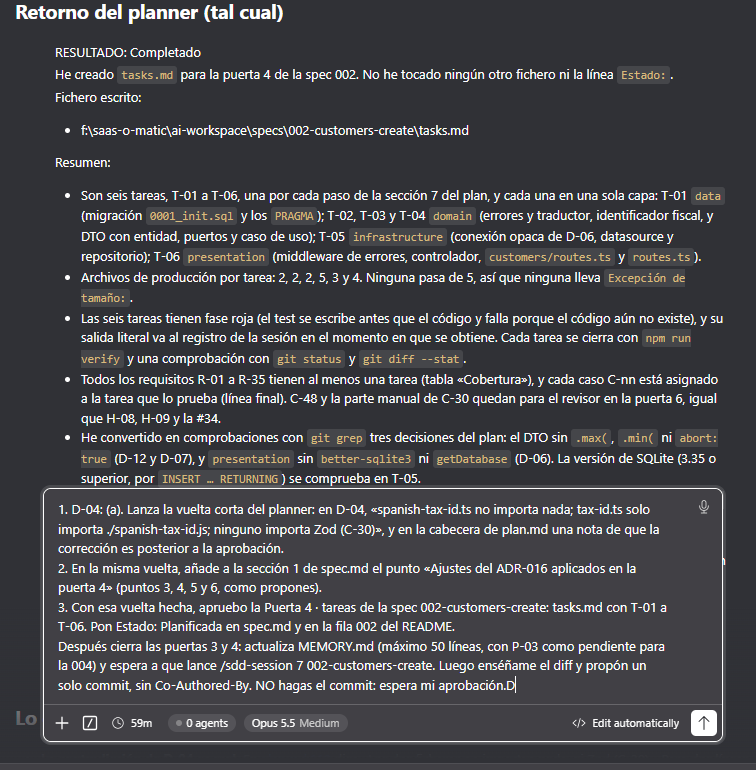 Retorno del planner (tal cual)
RESULTADO: Completado
He creado tasks.md para la puerta 4 de la spec 002. No he tocado ningún otro fichero ni la línea Estado:.
Fichero escrito:
• f:\saas-o-matic\ai-workspace\specs\002-customers-create\tasks.md
Resumen:
• Son seis tareas, T-01 a T-06, una por cada paso de la sección 7 del plan, y cada una en una sola capa: T-01 data
(migración 0001_init.sql y los PRAGMA); T-02, T-03 y T-04 domain (errores y traductor, identificador fiscal, y
DTO con entidad, puertos y caso de uso); T-05 infrastructure (conexión opaca de D-06, datasource y
repositorio); T-06 presentation (middleware de errores, controlador, customers/routes.ts y routes.ts).
• Archivos de producción por tarea: 2, 2, 2, 5, 3 y 4. Ninguna pasa de 5, así que ninguna lleva Excepción de
tamaño:.
• Las seis tareas tienen fase roja (el test se escribe antes que el código y falla porque el código aún no existe), y su
salida literal va al registro de la sesión en el momento en que se obtiene. Cada tarea se cierra con npm run
verify y una comprobación con git status y git diff --stat.
• Todos los requisitos R-01 a R-35 tienen al menos una tarea (tabla «Cobertura»), y cada caso C-nn está asignado
a la tarea que lo prueba (línea final). C-48 y la parte manual de C-30 quedan para el revisor en la puerta 6, igual
que H-08, H-09 y la #34.
• He convertido en comprobaciones con git grep tres decisiones del plan: el DTO sin .max(, .min( ni abort:
true (D-12 y D-07), y presentation sin better-sqlite3 ni getDatabase (D-06). La versión de SQLite (3.35 o
superior, por INSERT … RETURNING) se comprueba en T-05.
1. D-04: (a). Lanza la vuelta corta del planner: en D-04, «spanish-tax-id.ts no importa nada; tax-id.ts solo
importa ./spanish-tax-id.js; ninguno importa Zod (C-30)», y en la cabecera de plan.md una nota de que la
corrección es posterior a la aprobación.
2. En la misma vuelta, añade a la sección 1 de spec.md el punto «Ajustes del ADR-016 aplicados en la
puerta 4» (puntos 3, 4, 5 y 6, como propones).
3. Con esa vuelta hecha, apruebo la Puerta 4 · tareas de la spec 002-customers-create: tasks.md con T-01 a
T-06. Pon Estado: Planificada en spec.md y en la fila 002 del README.
Después cierra las puertas 3 y 4: actualiza MEMORY.md (máximo 50 líneas, con P-03 como pendiente para
la 004) y espera a que lance /sdd-session 7 002-customers-create. Luego enséñame el diff y propón un
solo commit, sin Co-Authored-By. NO hagas el commit: espera mi aprobación.D
Lo
59m
0 agents
Opus 5.5 Medium
Edit automatically